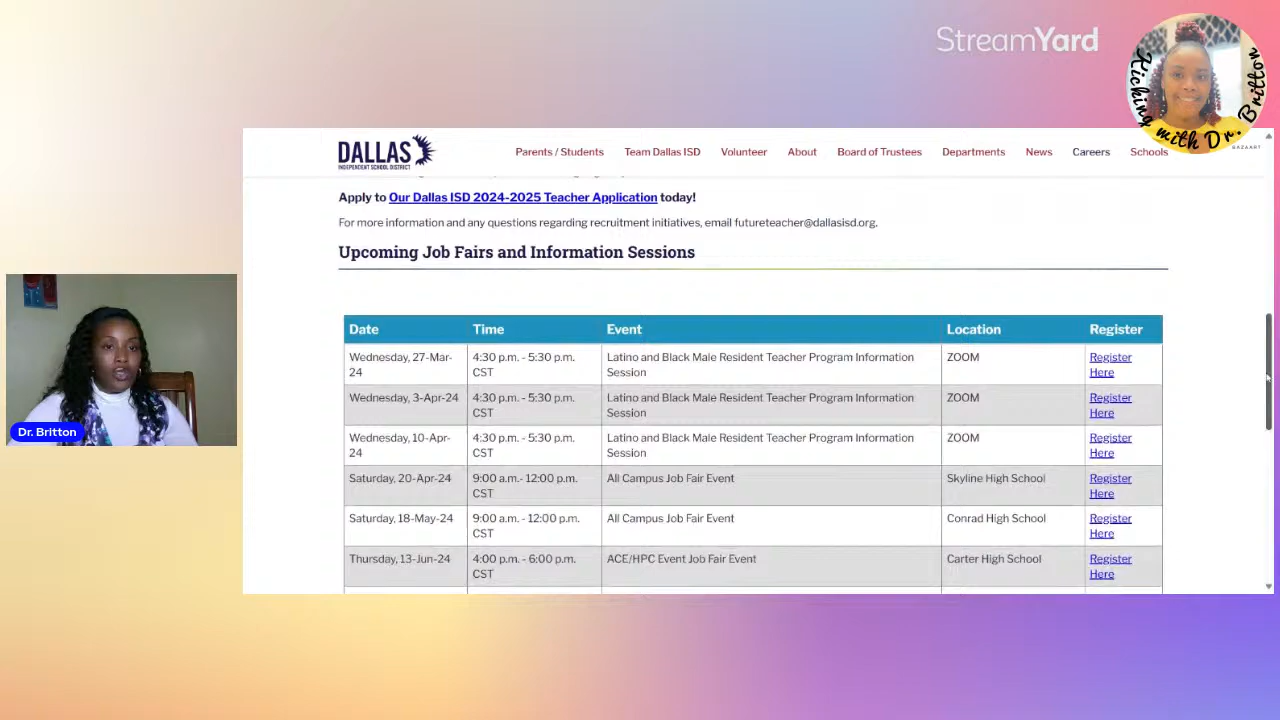 StreamYard
Kicking with Dr. Britton
BAZAART
DALLAS
INDEPENDENT SCHOOL DISTRICT
Parents / Students Team Dallas ISD Volunteer About Board of Trustees Departments News Careers Schools
Apply to Our Dallas ISD 2024-2025 Teacher Application today!
For more information and any questions regarding recruitment initiatives, email futureteacher@dallasisd.org.
Upcoming Job Fairs and Information Sessions
Date Time Event Location Register
Wednesday, 27-Mar- 4:30 p.m. - 5:30 p.m. Latino and Black Male Resident Teacher Program Information ZOOM Register
24 CST Session Here
Wednesday, 3-Apr-24 4:30 p.m. - 5:30 p.m. Latino and Black Male Resident Teacher Program Information ZOOM Register
CST Session Here
Wednesday, 10-Apr- 4:30 p.m. - 5:30 p.m. Latino and Black Male Resident Teacher Program Information ZOOM Register
24 CST Session Here
Saturday, 20-Apr-24 9:00 a.m.- 12:00 p.m. All Campus Job Fair Event Skyline High School Register
CST Here
Saturday, 18-May-24 9:00 a.m. - 12:00 p.m. All Campus Job Fair Event Conrad High School Register
CST Here
Thursday, 13-Jun-24 4:00 p.m. - 6:00 p.m. ACE/HPC Event Job Fair Event Carter High School Register
CST Here
Dr. Britton